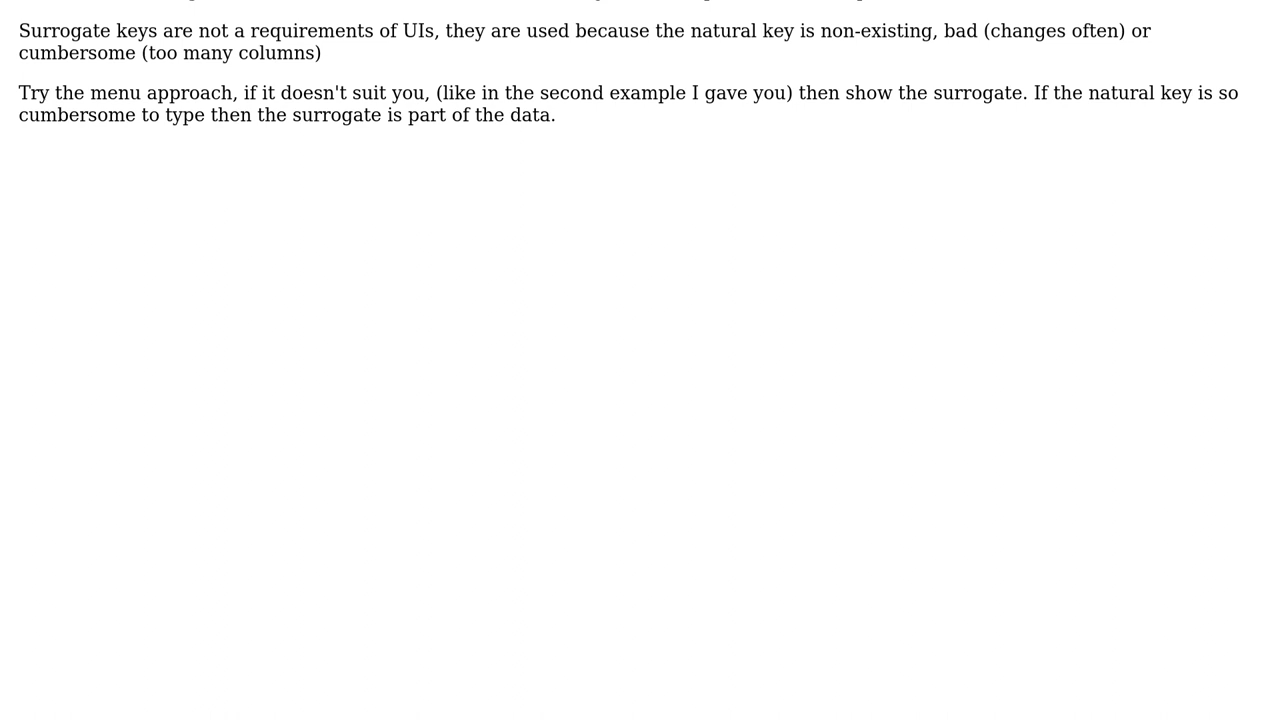 Surrogate keys are not a requirements of UIs, they are used because the natural key is non-existing, bad (changes often) or
cumbersome (too many columns)
Try the menu approach, if it doesn't suit you, (like in the second example I gave you) then show the surrogate. If the natural key is so
cumbersome to type then the surrogate is part of the data.